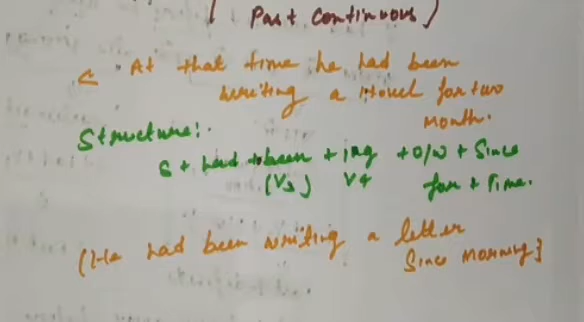 ( Past continuous )
" At that time he had been
writing a Novel for two
month.
Structure:-
S + had + been + ing + O/W + Since
(V3) V4 for + Time.
(He had been writing a letter
Since Morning]